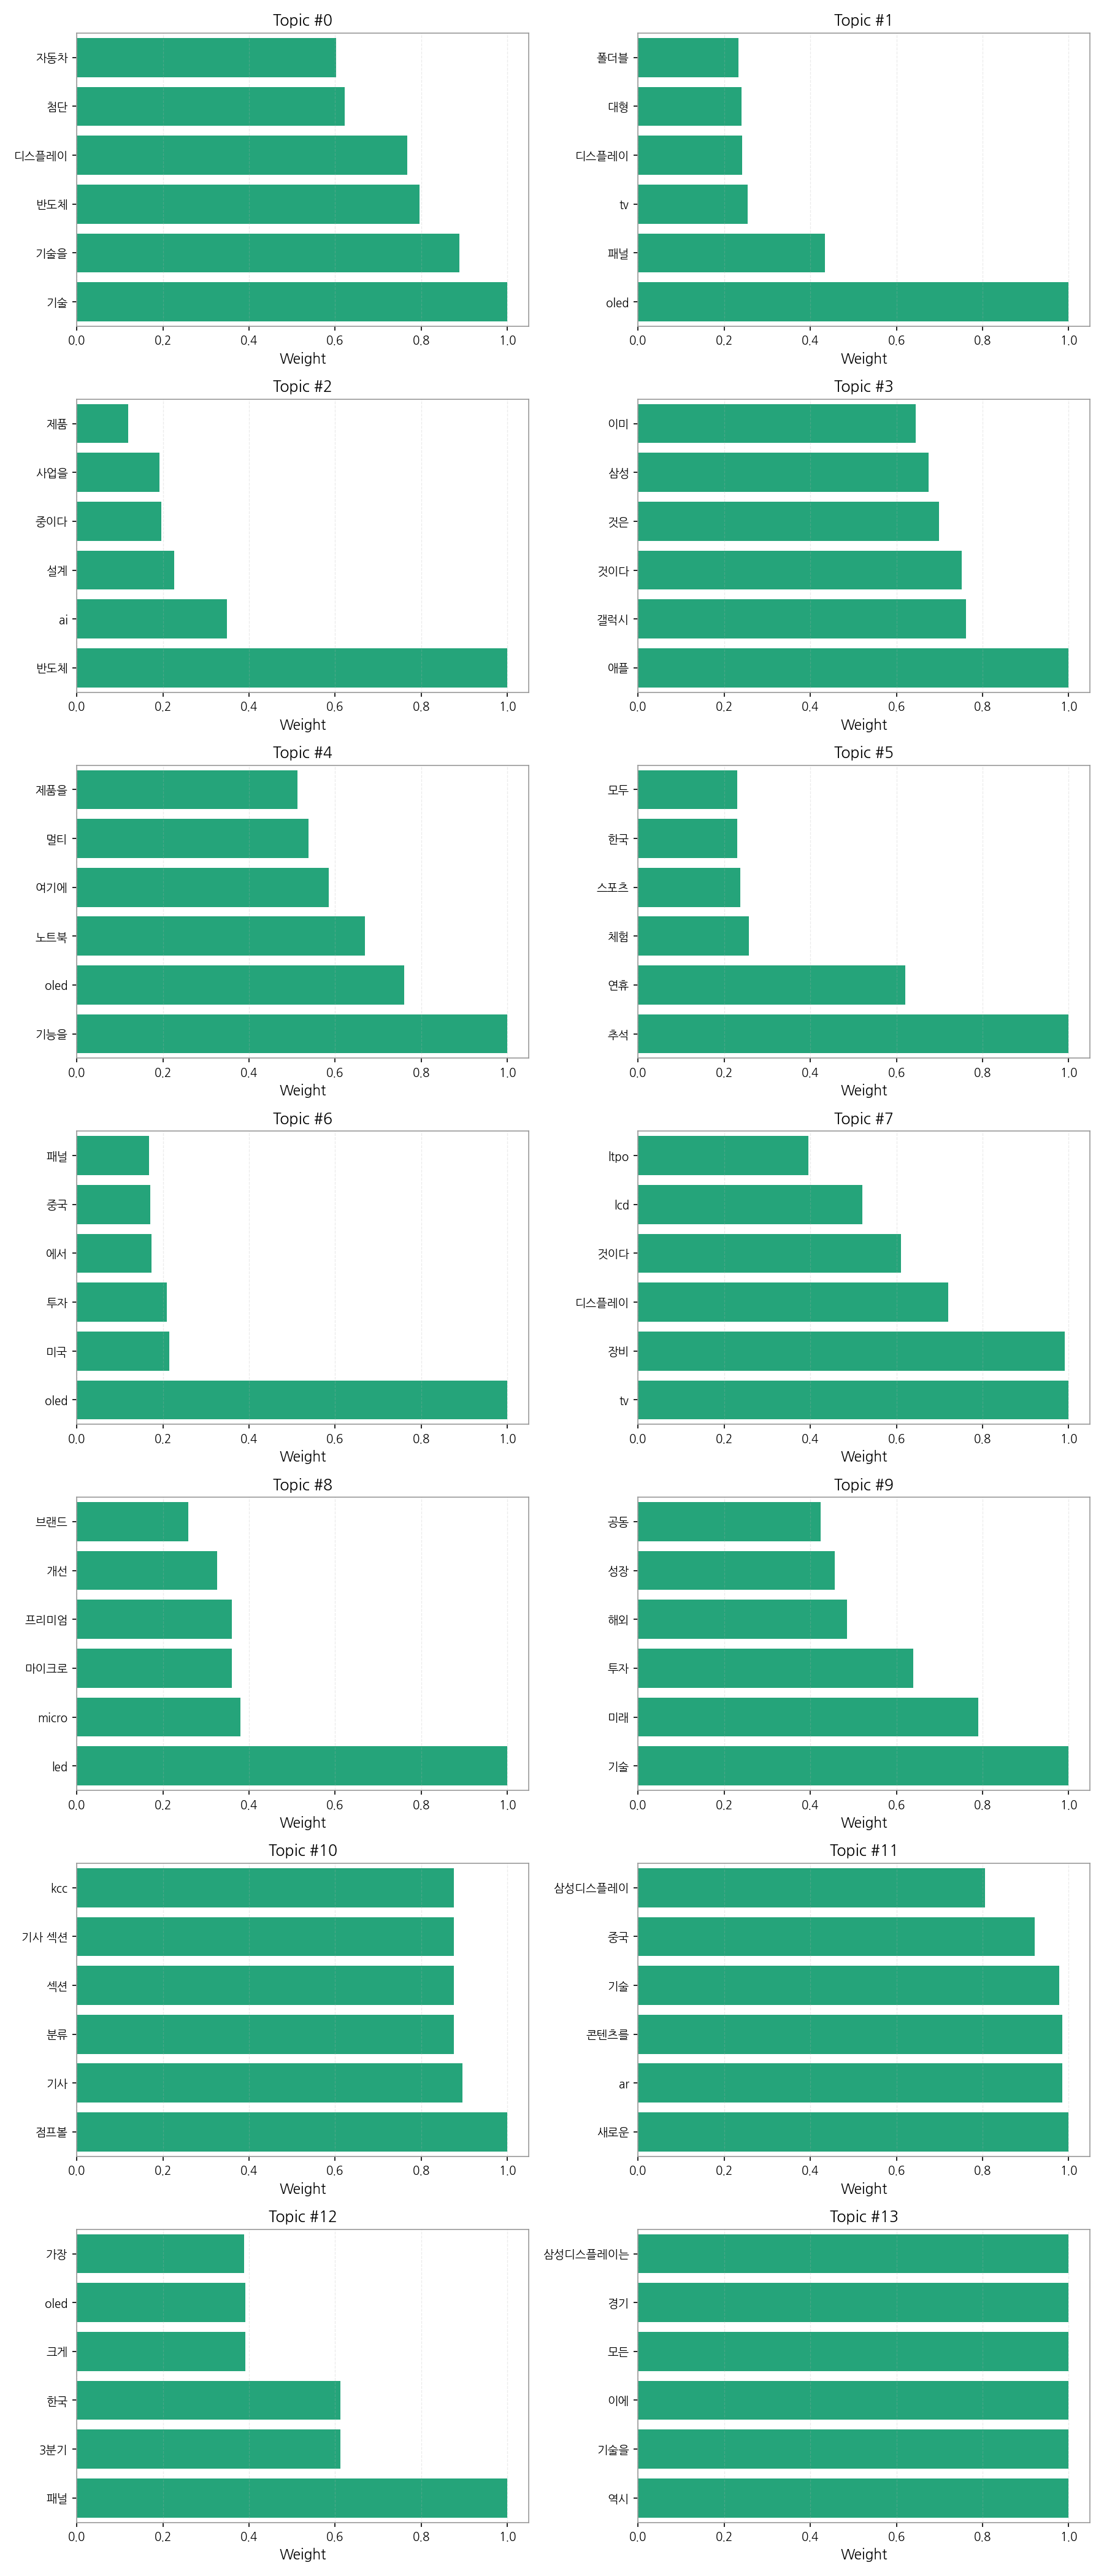 Topic #0
자동차
첨단
디스플레이
반도체
기술을
기술
0.0 0.2 0.4 0.6 0.8 1.0
Weight
Topic #1
폴더블
대형
디스플레이
tv
패널
oled
0.0 0.2 0.4 0.6 0.8 1.0
Weight
Topic #2
제품
사업을
중이다
설계
ai
반도체
0.0 0.2 0.4 0.6 0.8 1.0
Weight
Topic #3
이미
삼성
것은
것이다
갤럭시
애플
0.0 0.2 0.4 0.6 0.8 1.0
Weight
Topic #4
제품을
멀티
여기에
노트북
oled
기능을
0.0 0.2 0.4 0.6 0.8 1.0
Weight
Topic #5
모두
한국
스포츠
체험
연휴
추석
0.0 0.2 0.4 0.6 0.8 1.0
Weight
Topic #6
패널
중국
에서
투자
미국
oled
0.0 0.2 0.4 0.6 0.8 1.0
Weight
Topic #7
ltpo
lcd
것이다
디스플레이
장비
tv
0.0 0.2 0.4 0.6 0.8 1.0
Weight
Topic #8
브랜드
개선
프리미엄
마이크로
micro
led
0.0 0.2 0.4 0.6 0.8 1.0
Weight
Topic #9
공동
성장
해외
투자
미래
기술
0.0 0.2 0.4 0.6 0.8 1.0
Weight
Topic #10
kcc
기사 섹션
섹션
분류
기사
점프볼
0.0 0.2 0.4 0.6 0.8 1.0
Weight
Topic #11
삼성디스플레이
중국
기술
콘텐츠를
ar
새로운
0.0 0.2 0.4 0.6 0.8 1.0
Weight
Topic #12
가장
oled
크게
한국
3분기
패널
0.0 0.2 0.4 0.6 0.8 1.0
Weight
Topic #13
삼성디스플레이는
경기
모든
이에
기술을
역시
0.0 0.2 0.4 0.6 0.8 1.0
Weight